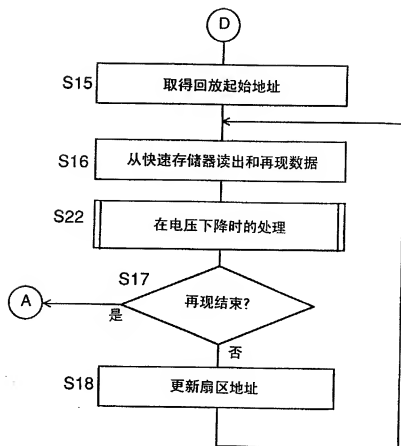 D
S15
取得回放起始地址
S16
从快速存储器读出和再现数据
S22
在电压下降时的处理
S17
再现结束?
A
是
否
S18
更新扇区地址